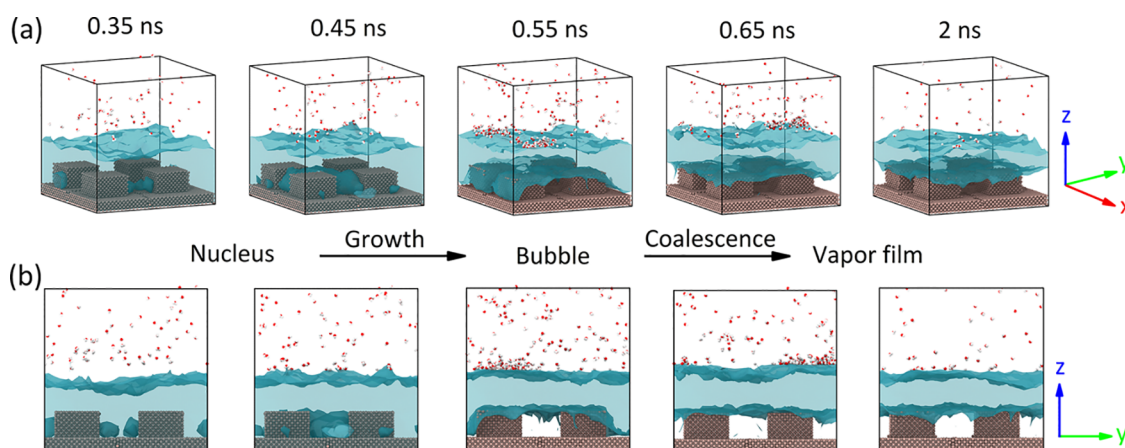 (a)
0.35 ns 0.45 ns 0.55 ns 0.65 ns 2 ns
z
y
x
Nucleus Growth Bubble Coalescence Vapor film
(b)
z
y